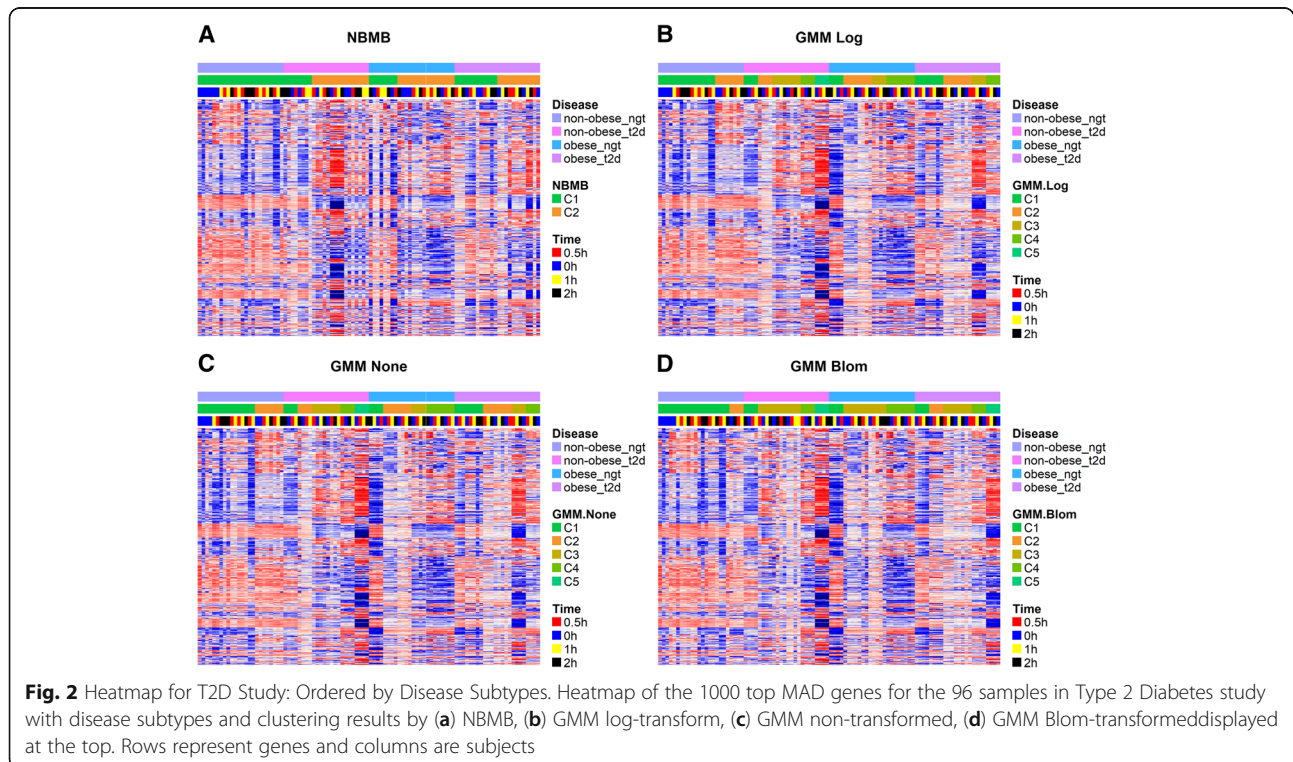 A
NBMB
Disease
non-obese_ngt
non-obese_t2d
obese_ngt
obese_t2d
NBMB
C1
C2
Time
0.5h
0h
1h
2h
B
GMM Log
Disease
non-obese_ngt
non-obese_t2d
obese_ngt
obese_t2d
GMM.Log
C1
C2
C3
C4
C5
Time
0.5h
0h
1h
2h
C
GMM None
Disease
non-obese_ngt
non-obese_t2d
obese_ngt
obese_t2d
GMM.None
C1
C2
C3
C4
C5
Time
0.5h
0h
1h
2h
D
GMM Blom
Disease
non-obese_ngt
non-obese_t2d
obese_ngt
obese_t2d
GMM.Blom
C1
C2
C3
C4
C5
Time
0.5h
0h
1h
2h
Fig. 2 Heatmap for T2D Study: Ordered by Disease Subtypes. Heatmap of the 1000 top MAD genes for the 96 samples in Type 2 Diabetes study
with disease subtypes and clustering results by (a) NBMB, (b) GMM log-transform, (c) GMM non-transformed, (d) GMM Blom-transformeddisplayed
at the top. Rows represent genes and columns are subjects